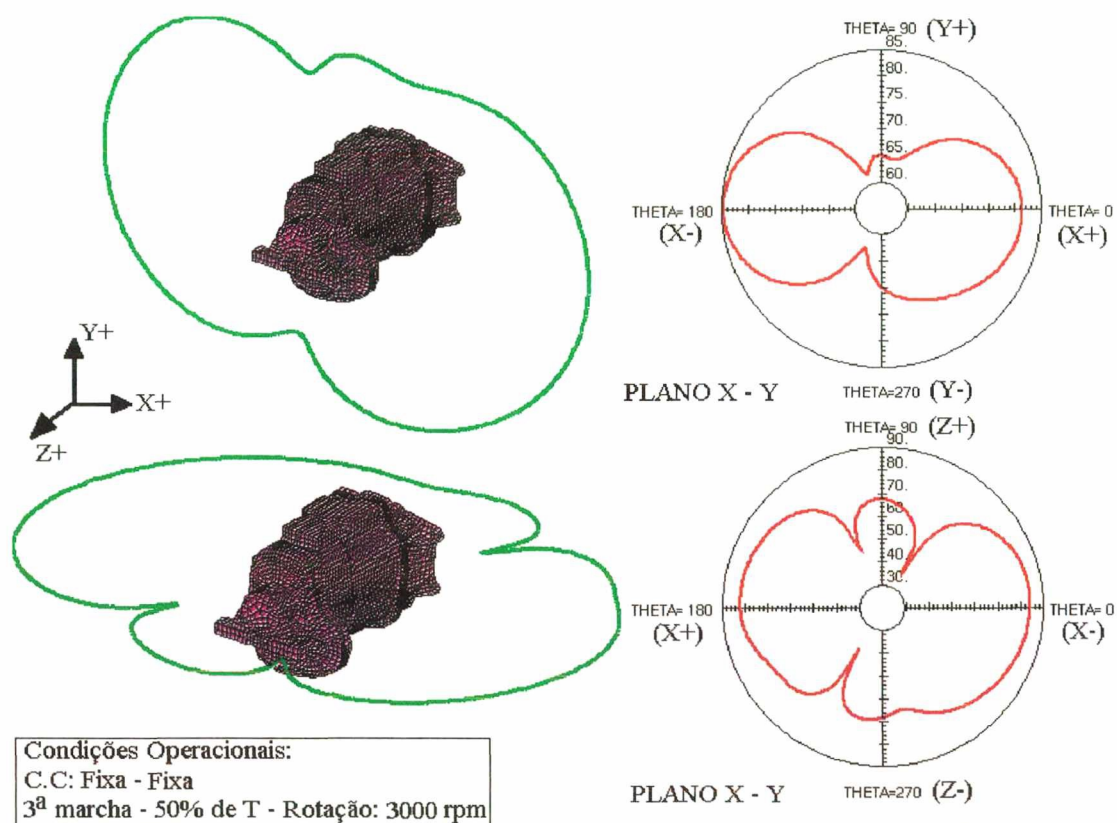 THETA= 90 (Y+)
85.
80.
75.
70.
65.
60.
THETA= 180
(X-)
THETA= 0
(X+)
PLANO X - Y
THETA=270 (Y-)
Y+
X+
Z+
THETA= 90 (Z+)
90.
80.
70.
60.
50.
40.
30.
THETA= 180
(X+)
THETA= 0
(X-)
PLANO X - Y
THETA=270 (Z-)
Condições Operacionais:
C.C: Fixa - Fixa
3ª marcha - 50% de T - Rotação: 3000 rpm